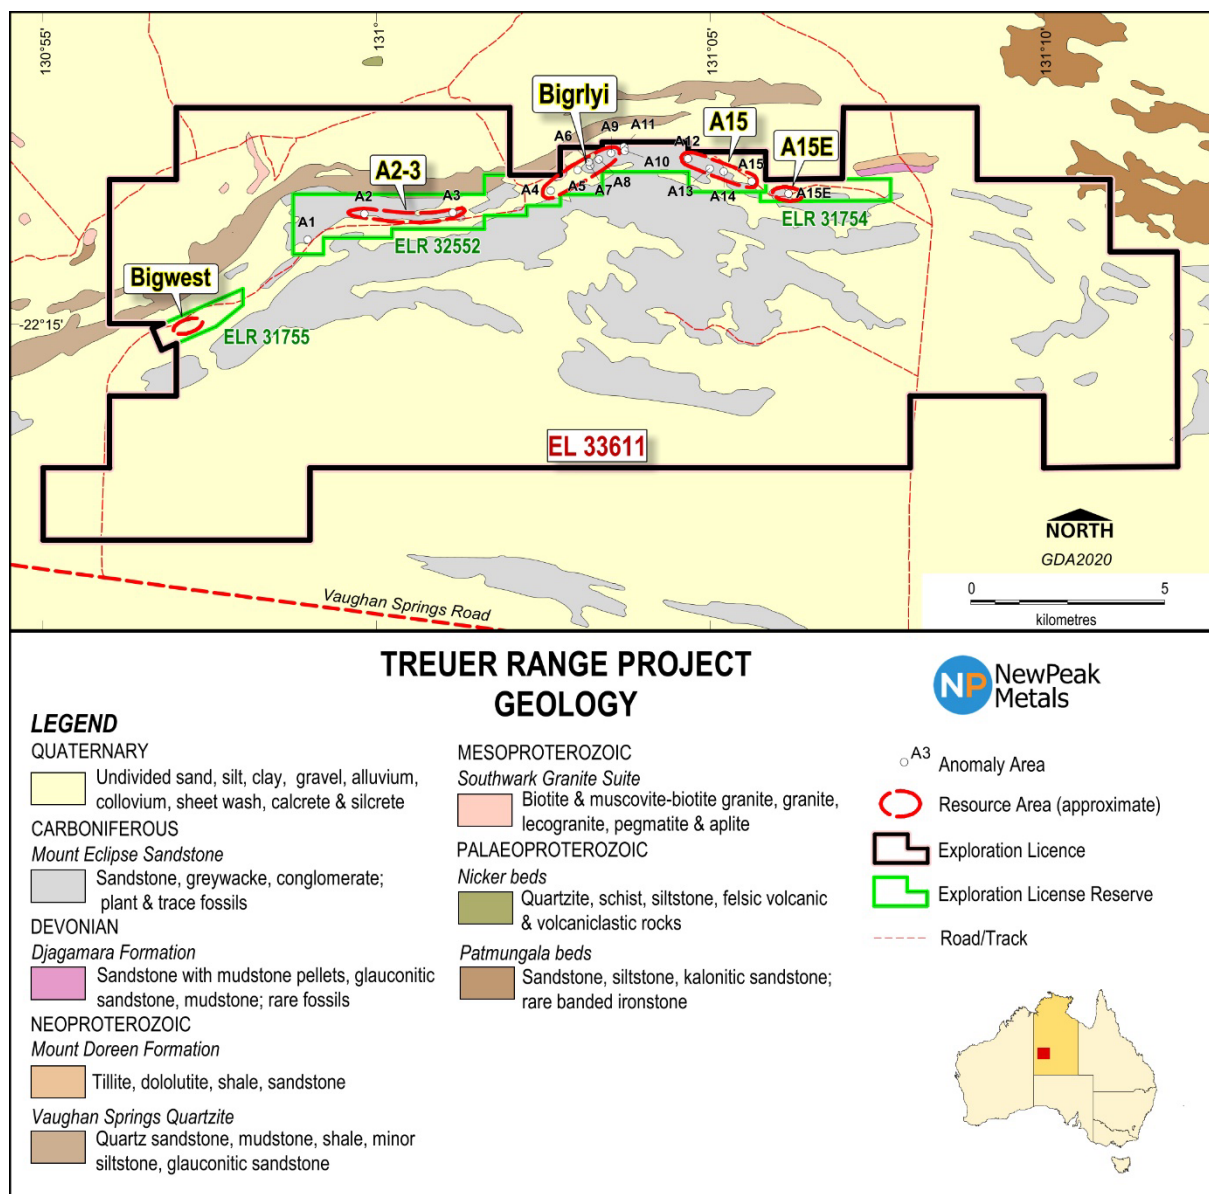 130°55'
131°
131°05'
131°10'
Bigrlyi
A9
A11
A6
A12
A15
A10
A15
A15E
A2-3
A4
A5
A7
A8
A13
A14
A15E
A2
A3
A1
ELR 31754
ELR 32552
Bigwest
-22°15'
ELR 31755
EL 33611
NORTH
GDA2020
0 5
kilometres
Vaughan Springs Road
TREUER RANGE PROJECT
GEOLOGY
NP NewPeak
Metals
LEGEND
QUATERNARY
Undivided sand, silt, clay, gravel, alluvium,
collovium, sheet wash, calcrete & silcrete
CARBONIFEROUS
Mount Eclipse Sandstone
Sandstone, greywacke, conglomerate;
plant & trace fossils
DEVONIAN
Djagamara Formation
Sandstone with mudstone pellets, glauconitic
sandstone, mudstone; rare fossils
NEOPROTEROZOIC
Mount Doreen Formation
Tillite, dololutite, shale, sandstone
Vaughan Springs Quartzite
Quartz sandstone, mudstone, shale, minor
siltstone, glauconitic sandstone
MESOPROTEROZOIC
Southwark Granite Suite
Biotite & muscovite-biotite granite, granite,
lecogranite, pegmatite & aplite
PALAEOPROTEROZOIC
Nicker beds
Quartzite, schist, siltstone, felsic volcanic
& volcaniclastic rocks
Patmungala beds
Sandstone, siltstone, kalonitic sandstone;
rare banded ironstone
A3 Anomaly Area
Resource Area (approximate)
Exploration Licence
Exploration License Reserve
Road/Track